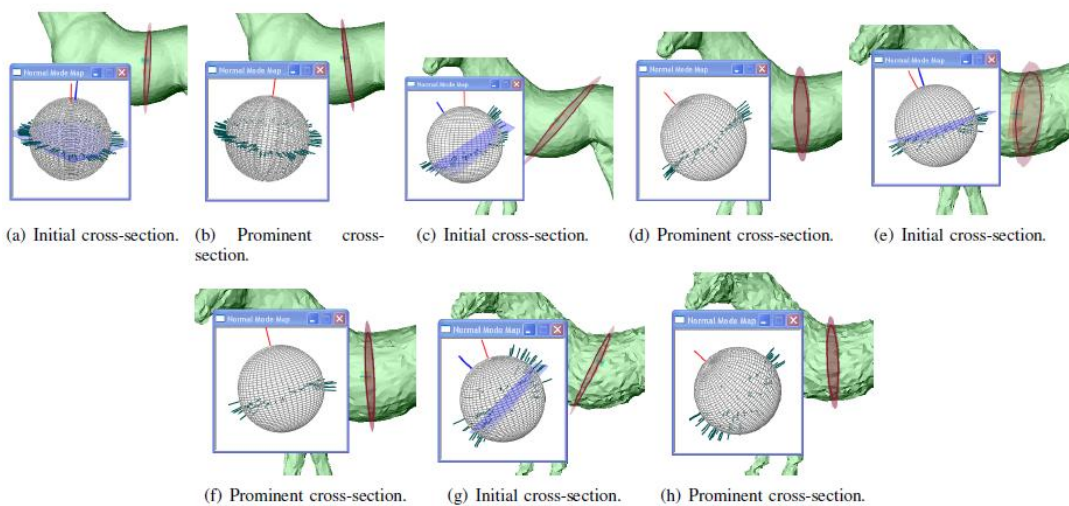 Normal Mode Map
Normal Mode Map
Normal Mode Map
Normal Mode Map
Normal Mode Map
(a) Initial cross-section.
(b) Prominent cross-
section.
(c) Initial cross-section.
(d) Prominent cross-section.
(e) Initial cross-section.
Normal Mode Map
Normal Mode Map
Normal Mode Map
(f) Prominent cross-section.
(g) Initial cross-section.
(h) Prominent cross-section.